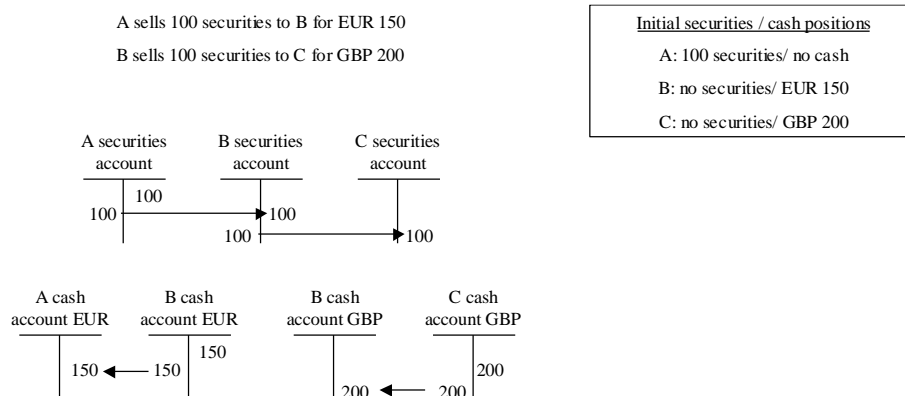 A sells 100 securities to B for EUR 150
B sells 100 securities to C for GBP 200
Initial securities / cash positions
A: 100 securities/ no cash
B: no securities/ EUR 150
C: no securities/ GBP 200
A securities account
B securities account
C securities account
100
100 100
100 100
A cash account EUR
B cash account EUR
B cash account GBP
C cash account GBP
150
150 150 200
200 200